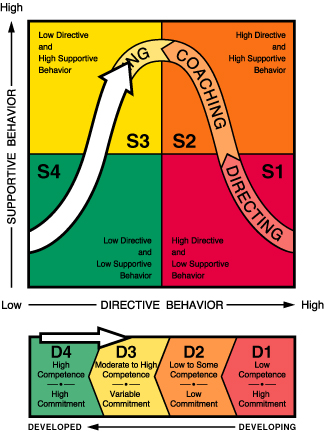 High
SUPPORTIVE BEHAVIOR
Low Directive
and
High Supportive
Behavior
High Directive
and
High Supportive
Behavior
NG
COACHING
DIRECTING
S3
S2
S4
S1
Low Directive
and
Low Supportive
Behavior
High Directive
and
Low Supportive
Behavior
Low
DIRECTIVE BEHAVIOR
High
D4
High
Competence
High
Commitment
D3
Moderate to High
Competence
Variable
Commitment
D2
Low to Some
Competence
Low
Commitment
D1
Low
Competence
High
Commitment
DEVELOPED
DEVELOPING